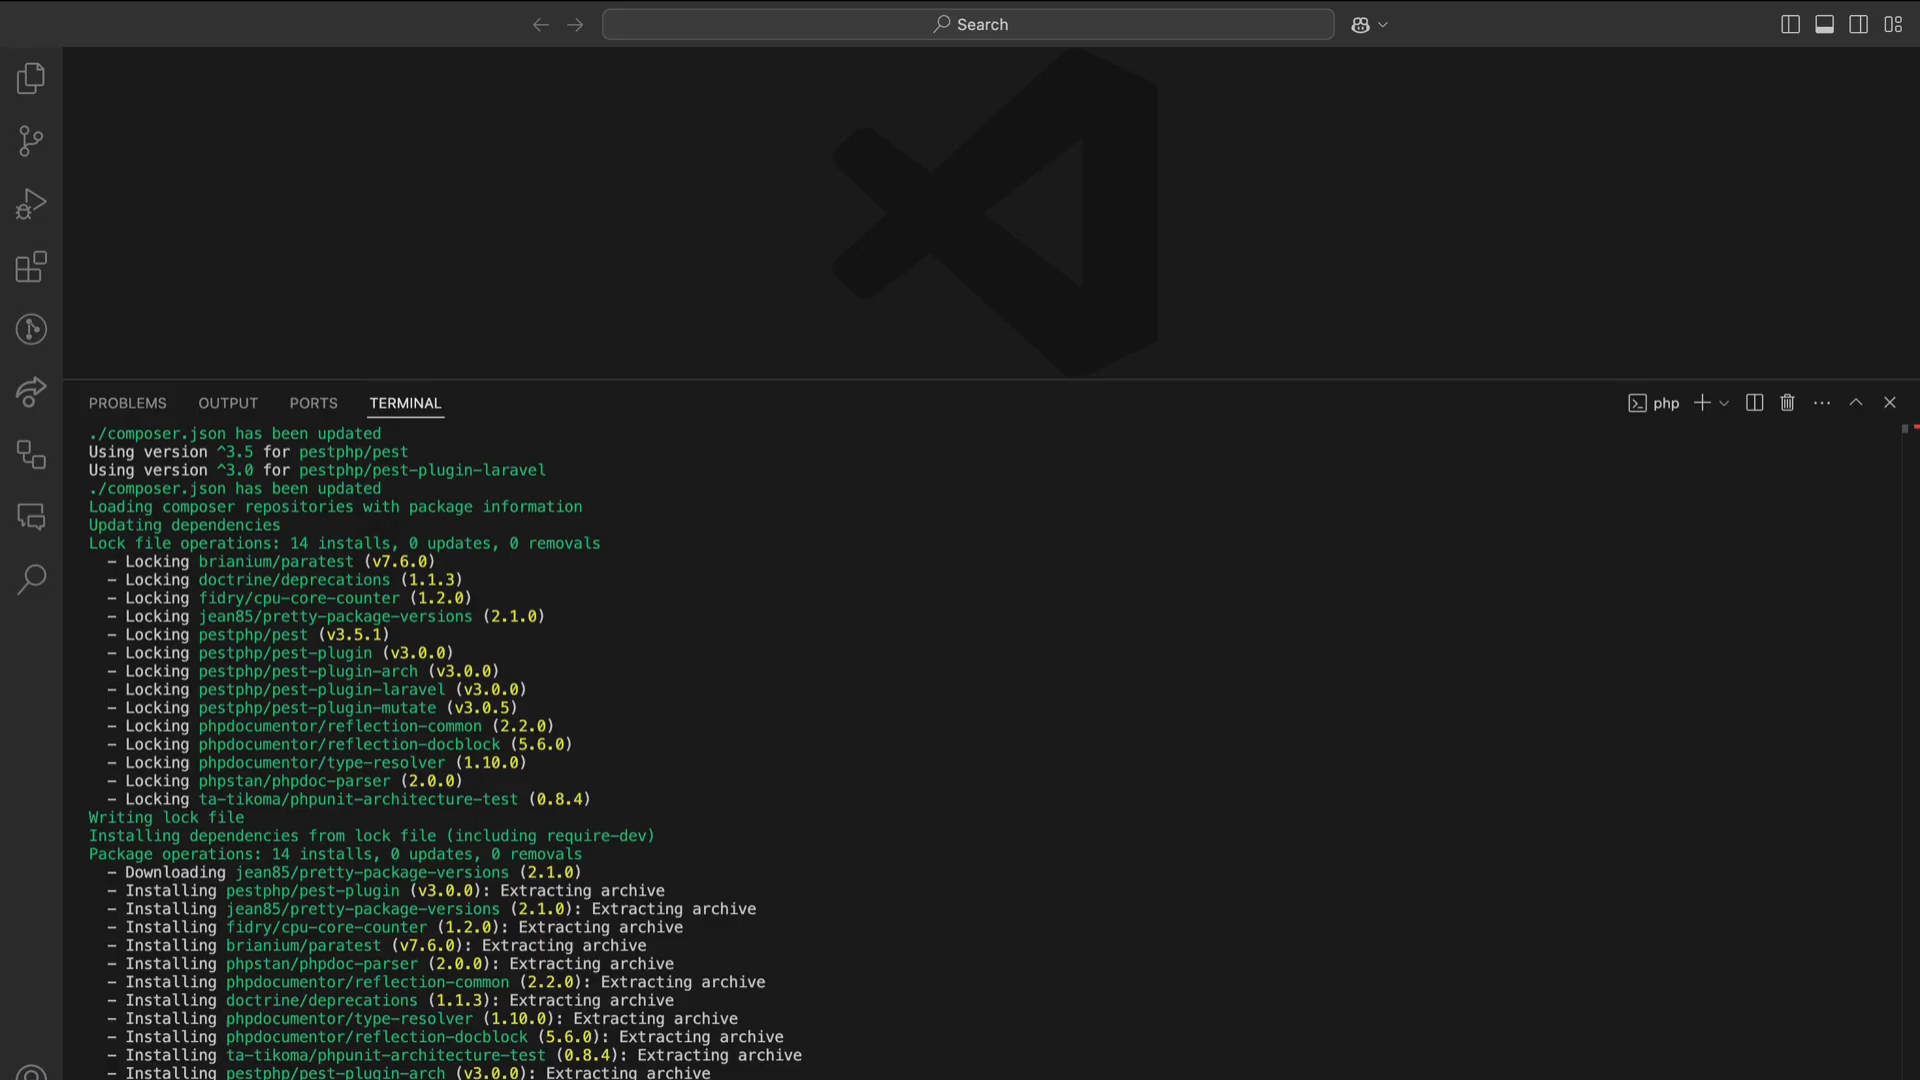 Search
PROBLEMS OUTPUT PORTS TERMINAL
php
./composer.json has been updated
Using version ^3.5 for pestphp/pest
Using version ^3.0 for pestphp/pest-plugin-laravel
./composer.json has been updated
Loading composer repositories with package information
Updating dependencies
Lock file operations: 14 installs, 0 updates, 0 removals
- Locking brianium/paratest (v7.6.0)
- Locking doctrine/deprecations (1.1.3)
- Locking fidry/cpu-core-counter (1.2.0)
- Locking jean85/pretty-package-versions (2.1.0)
- Locking pestphp/pest (v3.5.1)
- Locking pestphp/pest-plugin (v3.0.0)
- Locking pestphp/pest-plugin-arch (v3.0.0)
- Locking pestphp/pest-plugin-laravel (v3.0.0)
- Locking pestphp/pest-plugin-mutate (v3.0.5)
- Locking phpdocumentor/reflection-common (2.2.0)
- Locking phpdocumentor/reflection-docblock (5.6.0)
- Locking phpdocumentor/type-resolver (1.10.0)
- Locking phpstan/phpdoc-parser (2.0.0)
- Locking ta-tikoma/phpunit-architecture-test (0.8.4)
Writing lock file
Installing dependencies from lock file (including require-dev)
Package operations: 14 installs, 0 updates, 0 removals
- Downloading jean85/pretty-package-versions (2.1.0)
- Installing pestphp/pest-plugin (v3.0.0): Extracting archive
- Installing jean85/pretty-package-versions (2.1.0): Extracting archive
- Installing fidry/cpu-core-counter (1.2.0): Extracting archive
- Installing brianium/paratest (v7.6.0): Extracting archive
- Installing phpstan/phpdoc-parser (2.0.0): Extracting archive
- Installing phpdocumentor/reflection-common (2.2.0): Extracting archive
- Installing doctrine/deprecations (1.1.3): Extracting archive
- Installing phpdocumentor/type-resolver (1.10.0): Extracting archive
- Installing phpdocumentor/reflection-docblock (5.6.0): Extracting archive
- Installing ta-tikoma/phpunit-architecture-test (0.8.4): Extracting archive
- Installing pestphp/pest-plugin-arch (v3.0.0): Extracting archive